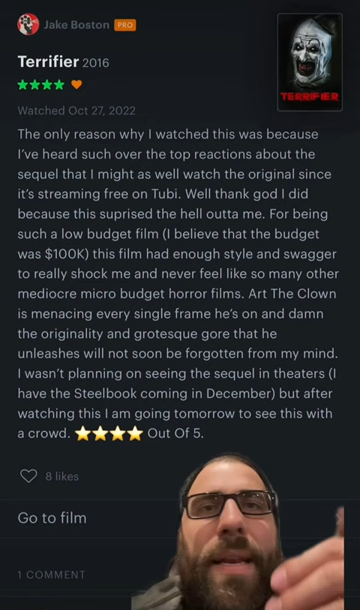 Jake Boston PRO
Terrifier 2016
TERRIFIER
★★★★ 🧡
Watched Oct 27, 2022
The only reason why I watched this was because
I've heard such over the top reactions about the
sequel that I might as well watch the original since
it's streaming free on Tubi. Well thank god I did
because this suprised the hell outta me. For being
such a low budget film (I believe that the budget
was $100K) this film had enough style and swagger
to really shock me and never feel like so many other
mediocre micro budget horror films. Art The Clown
is menacing every single frame he's on and damn
the originality and grotesque gore that he
unleashes will not soon be forgotten from my mind.
I wasn't planning on seeing the sequel in theaters (I
have the Steelbook coming in December) but after
watching this I am going tomorrow to see this with
a crowd. ⭐⭐⭐⭐ Out Of 5.
8 likes
Go to film
1 COMMENT